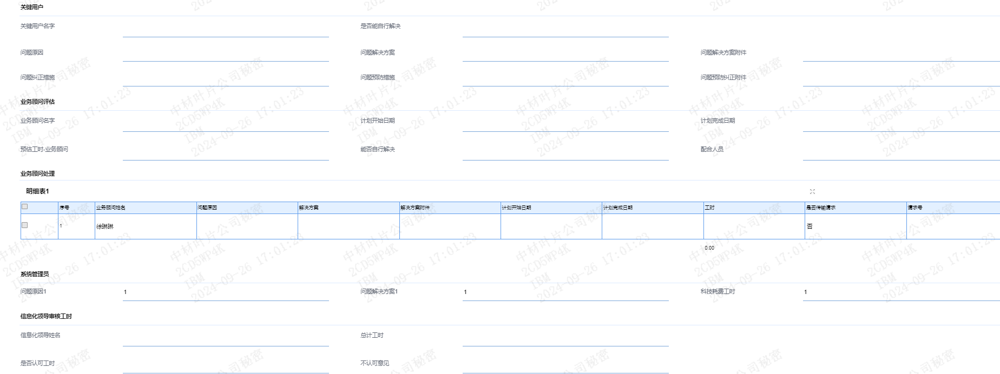 关键用户
关键用户名字 是否能自行解决
问题原因 问题解决方案 问题解决方案附件
问题纠正措施 问题预防措施 问题预防纠正附件
业务顾问评估
业务顾问名字 计划开始日期 计划完成日期
预估工时-业务顾问 能否自行解决 配合人员
业务顾问处理
明细表1
序号 业务顾问姓名 问题原因 解决方案 解决方案附件 计划开始日期 计划完成日期 工时 是否传输请求 请求号
1 徐琳琳 否
0.00
系统管理员
问题原因1 1 问题解决方案1 1 科技耗费工时 1
信息化领导审核工时
信息化领导姓名 总计工时
是否认可工时 不认可意见
中材叶片公司秘密
2CD5WP4K
IBM
2024-09-26 17:01:23